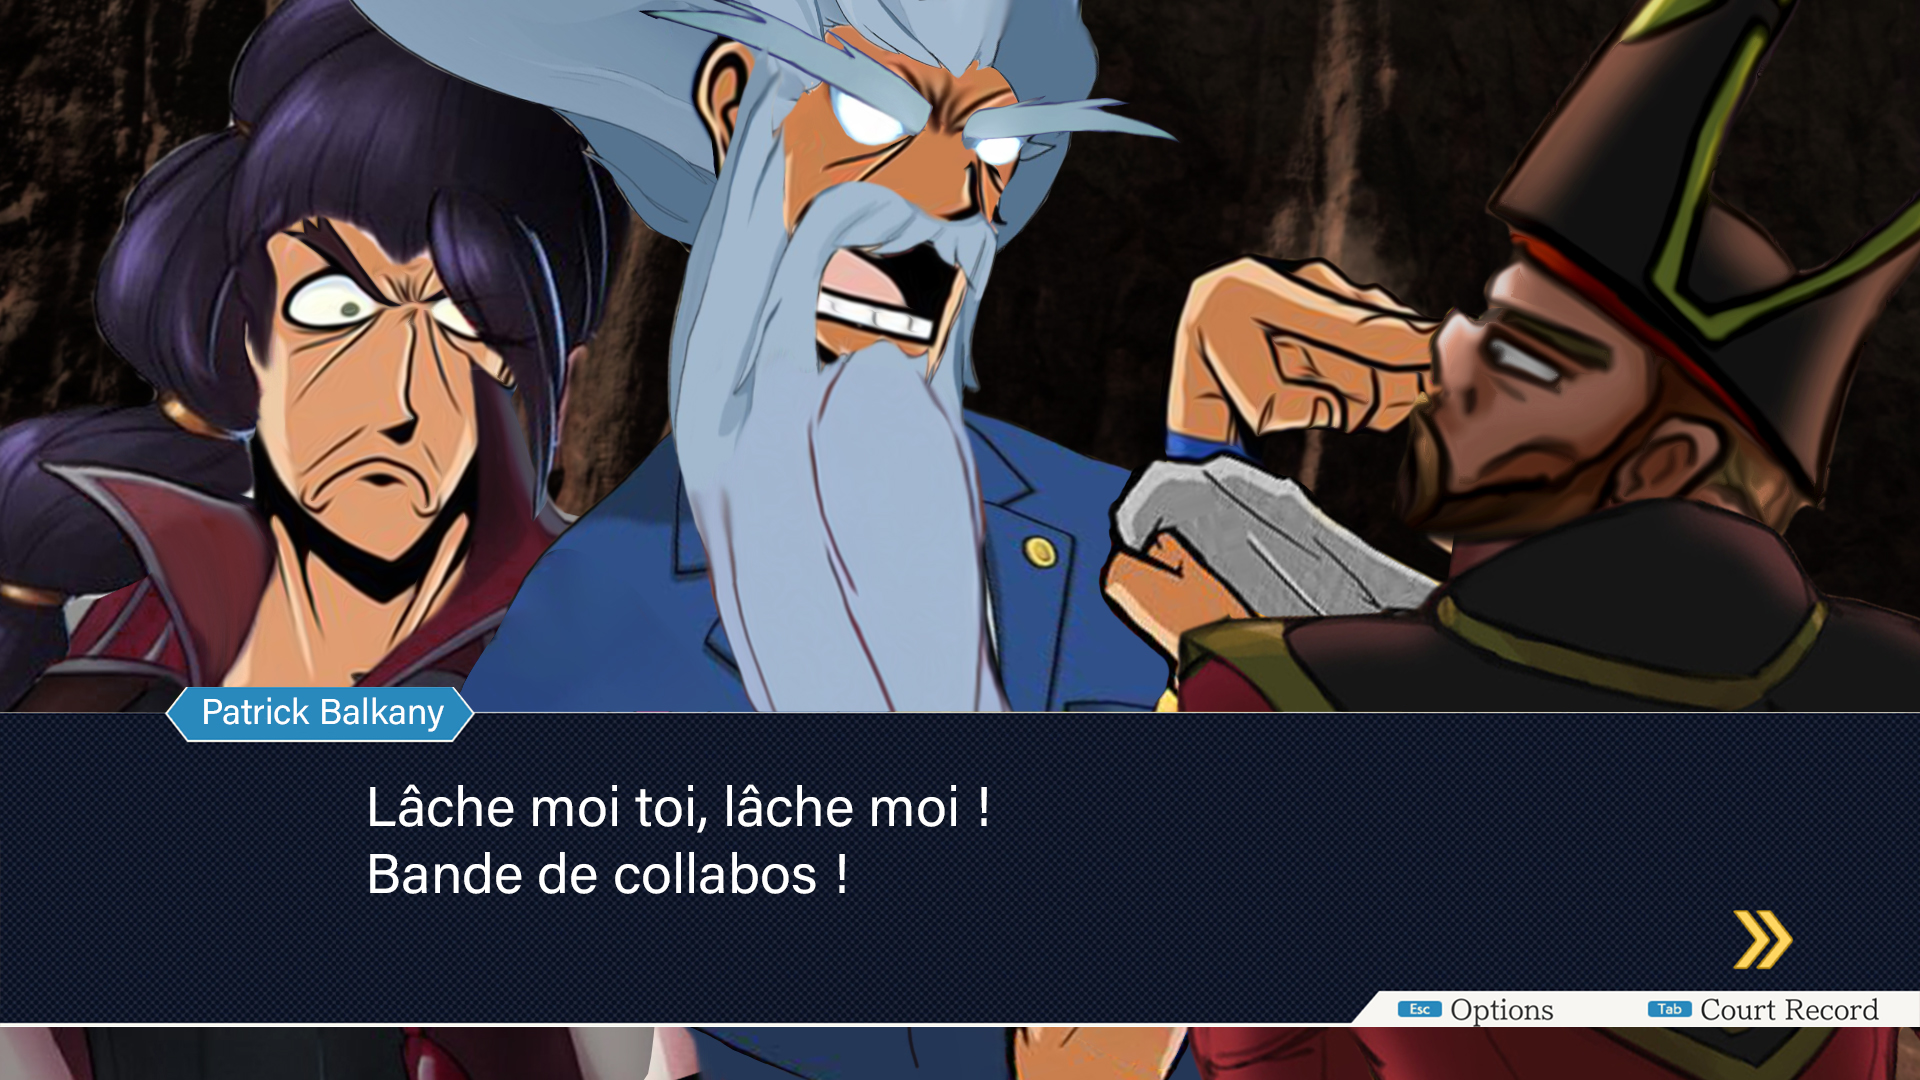 Patrick Balkany
Lâche moi toi, lâche moi !
Bande de collabos !
Esc Options
Tab Court Record